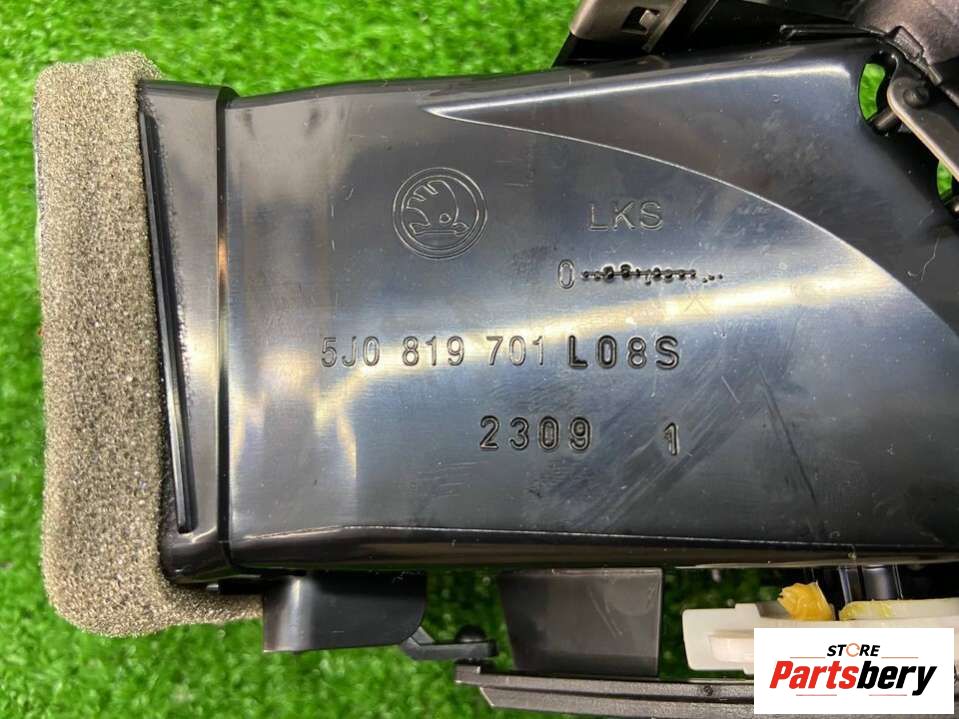 LKS
5J0 819 701 L08S
2309 1
STORE
Partsbery